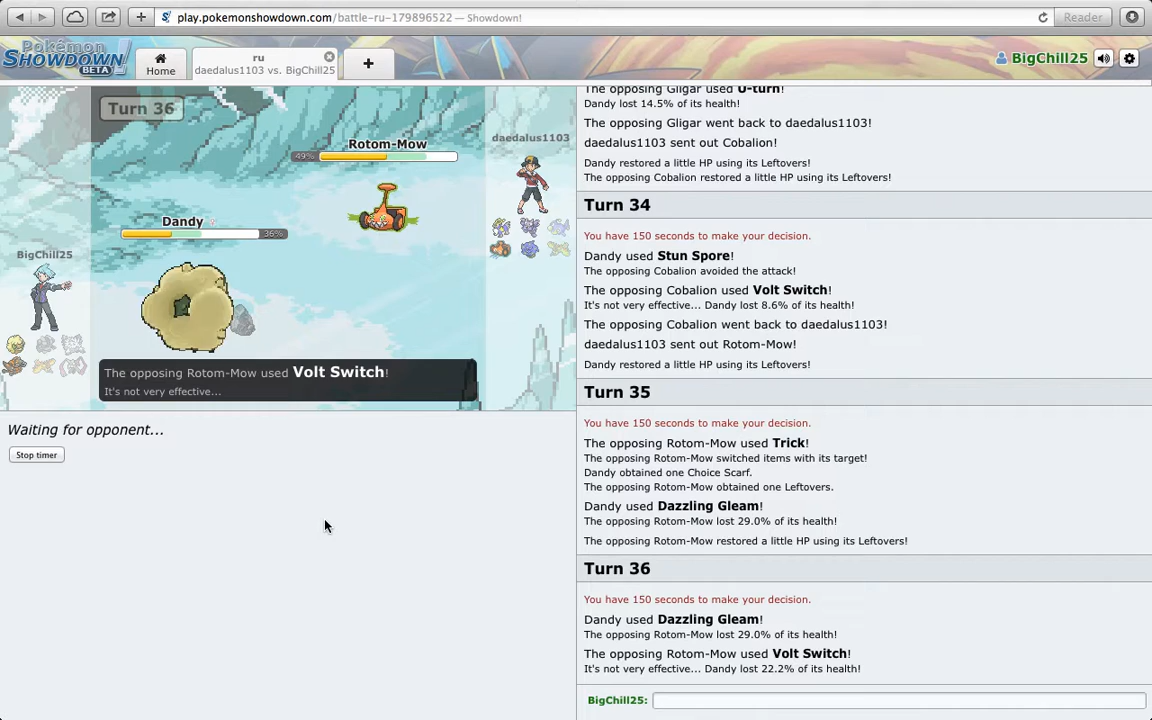 play.pokemonshowdown.com/battle-ru-179896522 — Showdown!
Reader
Pokémon
SHOWDOWN!
BETA
Home
ru
daedalus1103 vs. BigChill25
BigChill25
Turn 36
Rotom-Mow
49%
daedalus1103
Dandy
36%
BigChill25
The opposing Rotom-Mow used Volt Switch!
It's not very effective...
Waiting for opponent...
Stop timer
The opposing Gligar used U-turn!
Dandy lost 14.5% of its health!
The opposing Gligar went back to daedalus1103!
daedalus1103 sent out Cobalion!
Dandy restored a little HP using its Leftovers!
The opposing Cobalion restored a little HP using its Leftovers!
Turn 34
You have 150 seconds to make your decision.
Dandy used Stun Spore!
The opposing Cobalion avoided the attack!
The opposing Cobalion used Volt Switch!
It's not very effective... Dandy lost 8.6% of its health!
The opposing Cobalion went back to daedalus1103!
daedalus1103 sent out Rotom-Mow!
Dandy restored a little HP using its Leftovers!
Turn 35
You have 150 seconds to make your decision.
The opposing Rotom-Mow used Trick!
The opposing Rotom-Mow switched items with its target!
Dandy obtained one Choice Scarf.
The opposing Rotom-Mow obtained one Leftovers.
Dandy used Dazzling Gleam!
The opposing Rotom-Mow lost 29.0% of its health!
The opposing Rotom-Mow restored a little HP using its Leftovers!
Turn 36
You have 150 seconds to make your decision.
Dandy used Dazzling Gleam!
The opposing Rotom-Mow lost 29.0% of its health!
The opposing Rotom-Mow used Volt Switch!
It's not very effective... Dandy lost 22.2% of its health!
BigChill25: